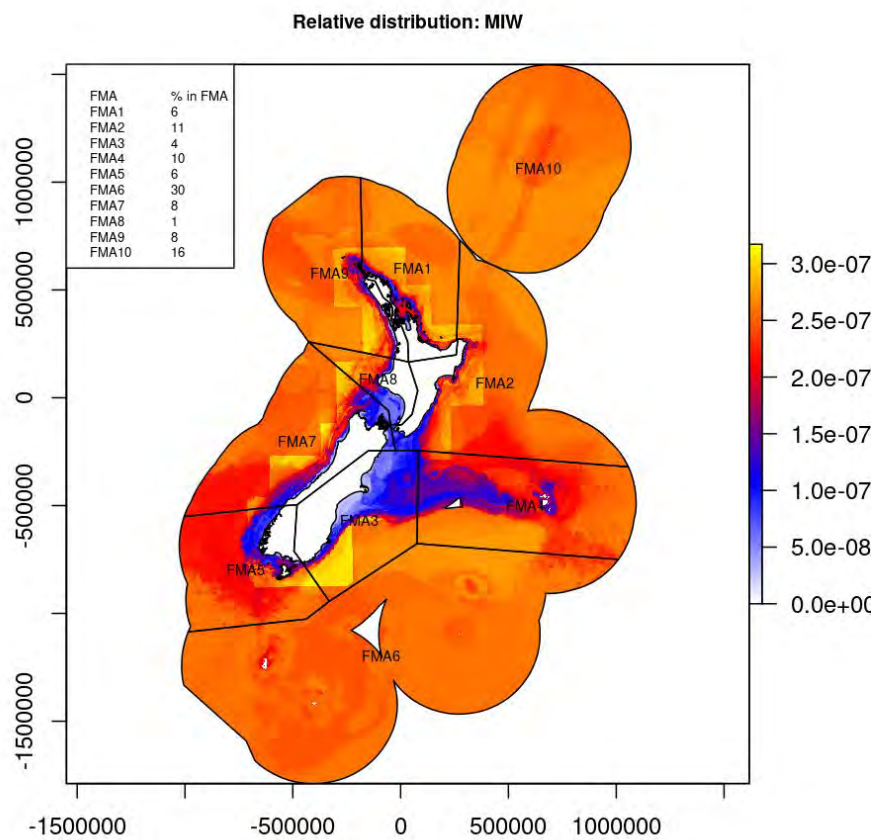 Relative distribution: MIW
FMA % in FMA
FMA1 6
FMA2 11
FMA3 4
FMA4 10
FMA5 6
FMA6 30
FMA7 8
FMA8 1
FMA9 8
FMA10 16
FMA10
FMA9
FMA1
FMA8
FMA2
FMA7
FMA4
FMA3
FMA5
FMA6
1000000
500000
0
-500000
-1500000
-1500000 -500000 0 500000 1000000
3.0e-07
2.5e-07
2.0e-07
1.5e-07
1.0e-07
5.0e-08
0.0e+00